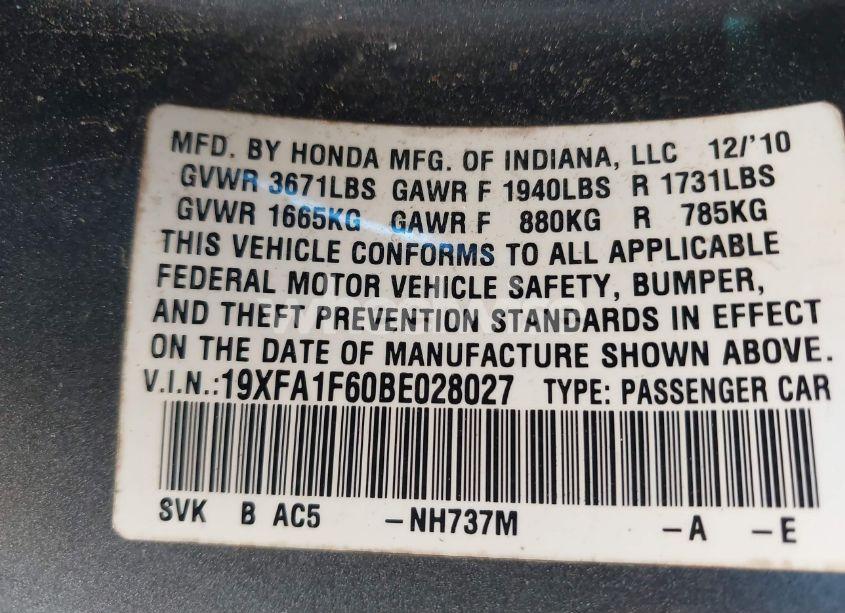 MFD. BY HONDA MFG. OF INDIANA, LLC 12/'10
GVWR 3671LBS GAWR F 1940LBS R 1731LBS
GVWR 1665KG GAWR F 880KG R 785KG
THIS VEHICLE CONFORMS TO ALL APPLICABLE
FEDERAL MOTOR VEHICLE SAFETY, BUMPER,
AND THEFT PREVENTION STANDARDS IN EFFECT
ON THE DATE OF MANUFACTURE SHOWN ABOVE.
V.I.N.:19XFA1F60BE028027 TYPE: PASSENGER CAR
SVK B AC5 -NH737M -A -E